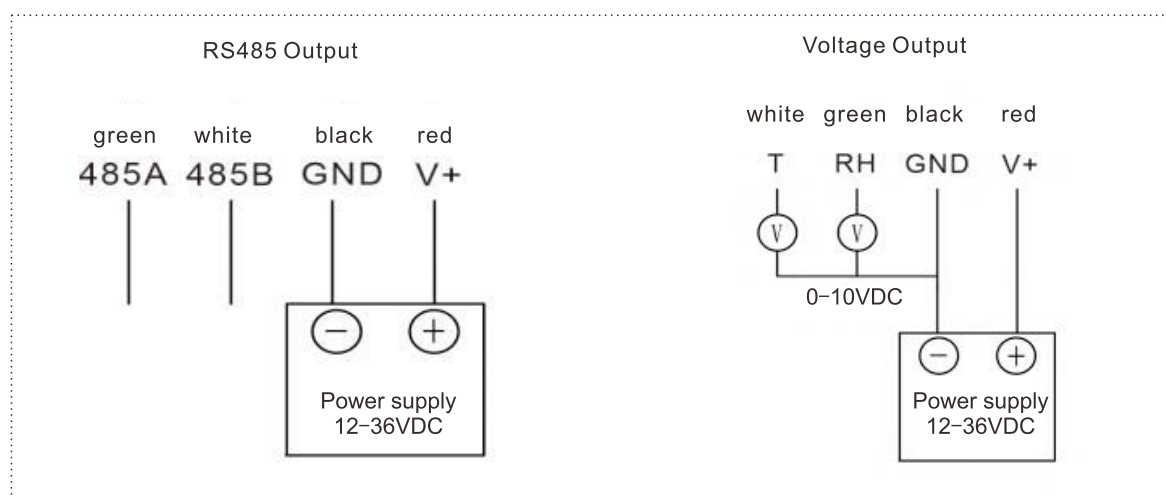 RS485 Output
green white black red
485A 485B GND V+
− +
Power supply
12−36VDC
Voltage Output
white green black red
T RH GND V+
V V
0−10VDC
− +
Power supply
12−36VDC